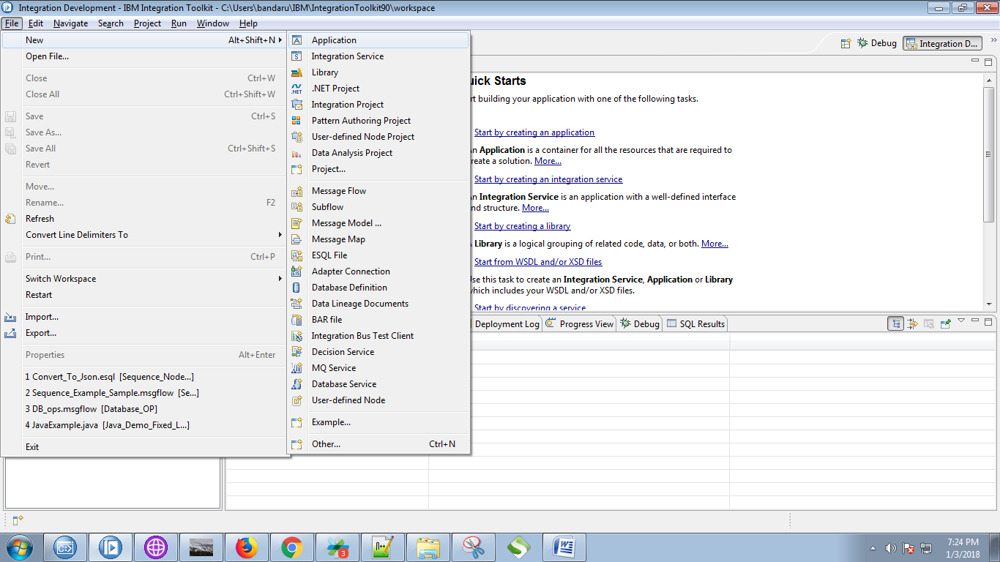 Integration Development - IBM Integration Toolkit - C:\Users\bandaru\IBM\IntegrationToolkit90\workspace
File Edit Navigate Search Project Run Window Help
New Alt+Shift+N
Open File...
Close Ctrl+W
Close All Ctrl+Shift+W
Save Ctrl+S
Save As...
Save All Ctrl+Shift+S
Revert
Move...
Rename... F2
Refresh
Convert Line Delimiters To
Print... Ctrl+P
Switch Workspace
Restart
Import...
Export...
Properties Alt+Enter
1 Convert_To_Json.esql [Sequence_Node...]
2 Sequence_Example_Sample.msgflow [Se...]
3 DB_ops.msgflow [Database_OP]
4 JavaExample.java [Java_Demo_Fixed_L...]
Exit
Application
Integration Service
Library
.NET Project
Integration Project
Pattern Authoring Project
User-defined Node Project
Data Analysis Project
Project...
Message Flow
Subflow
Message Model ...
Message Map
ESQL File
Adapter Connection
Database Definition
Data Lineage Documents
BAR file
Integration Bus Test Client
Decision Service
MQ Service
Database Service
User-defined Node
Example...
Other... Ctrl+N
Debug Integration D...
uick Starts
rt building your application with one of the following tasks.
Start by creating an application
n Application is a container for all the resources that are required to
reate a solution. More...
Start by creating an integration service
n Integration Service is an application with a well-defined interface
nd structure. More...
Start by creating a library
Library is a logical grouping of related code, data, or both. More...
Start from WSDL and/or XSD files
se this task to create an Integration Service, Application or Library
hich includes your WSDL and/or XSD files.
Start by discovering a service
Deployment Log Progress View Debug SQL Results
7:24 PM
1/3/2018